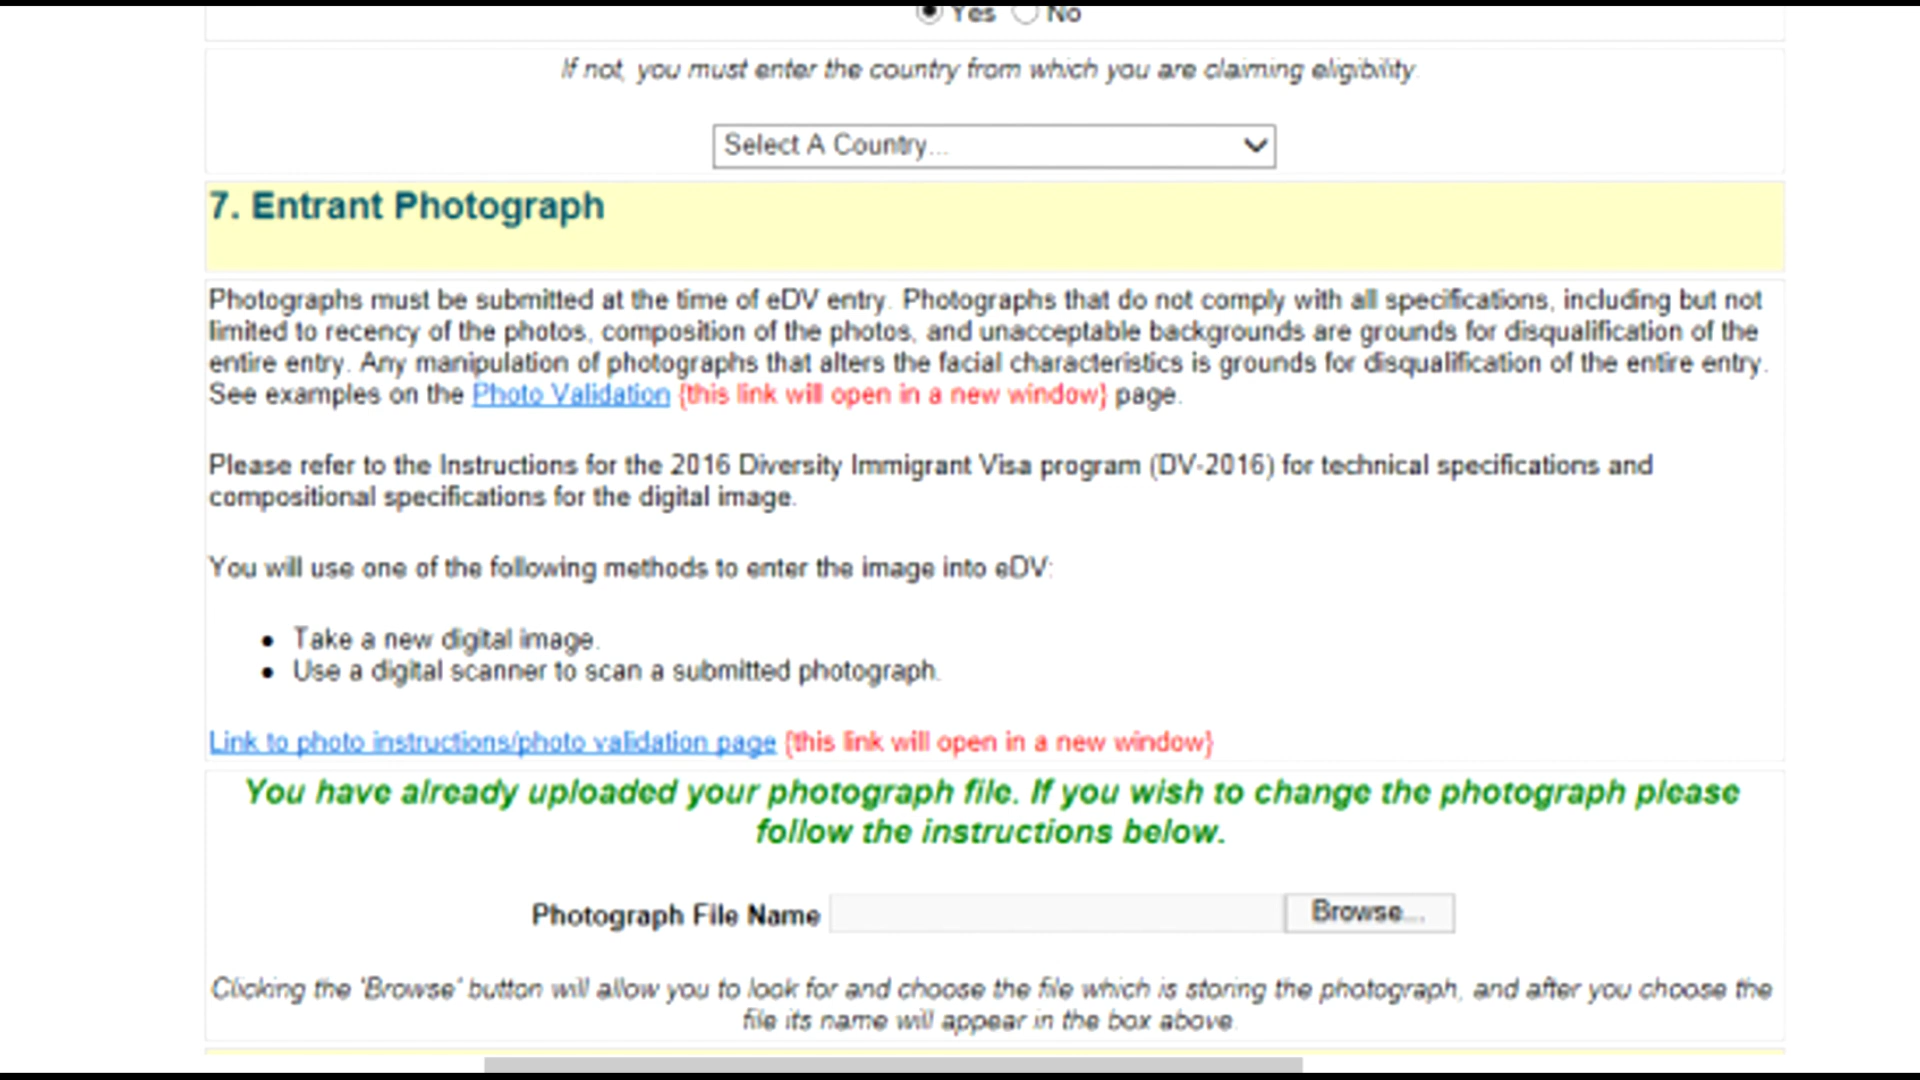 Yes No
If not, you must enter the country from which you are claiming eligibility.
Select A Country...
7. Entrant Photograph
Photographs must be submitted at the time of eDV entry. Photographs that do not comply with all specifications, including but not
limited to recency of the photos, composition of the photos, and unacceptable backgrounds are grounds for disqualification of the
entire entry. Any manipulation of photographs that alters the facial characteristics is grounds for disqualification of the entire entry.
See examples on the Photo Validation {this link will open in a new window} page.
Please refer to the Instructions for the 2016 Diversity Immigrant Visa program (DV-2016) for technical specifications and
compositional specifications for the digital image.
You will use one of the following methods to enter the image into eDV:
• Take a new digital image.
• Use a digital scanner to scan a submitted photograph.
Link to photo instructions/photo validation page {this link will open in a new window}
You have already uploaded your photograph file. If you wish to change the photograph please
follow the instructions below.
Photograph File Name Browse...
Clicking the 'Browse' button will allow you to look for and choose the file which is storing the photograph, and after you choose the
file its name will appear in the box above.